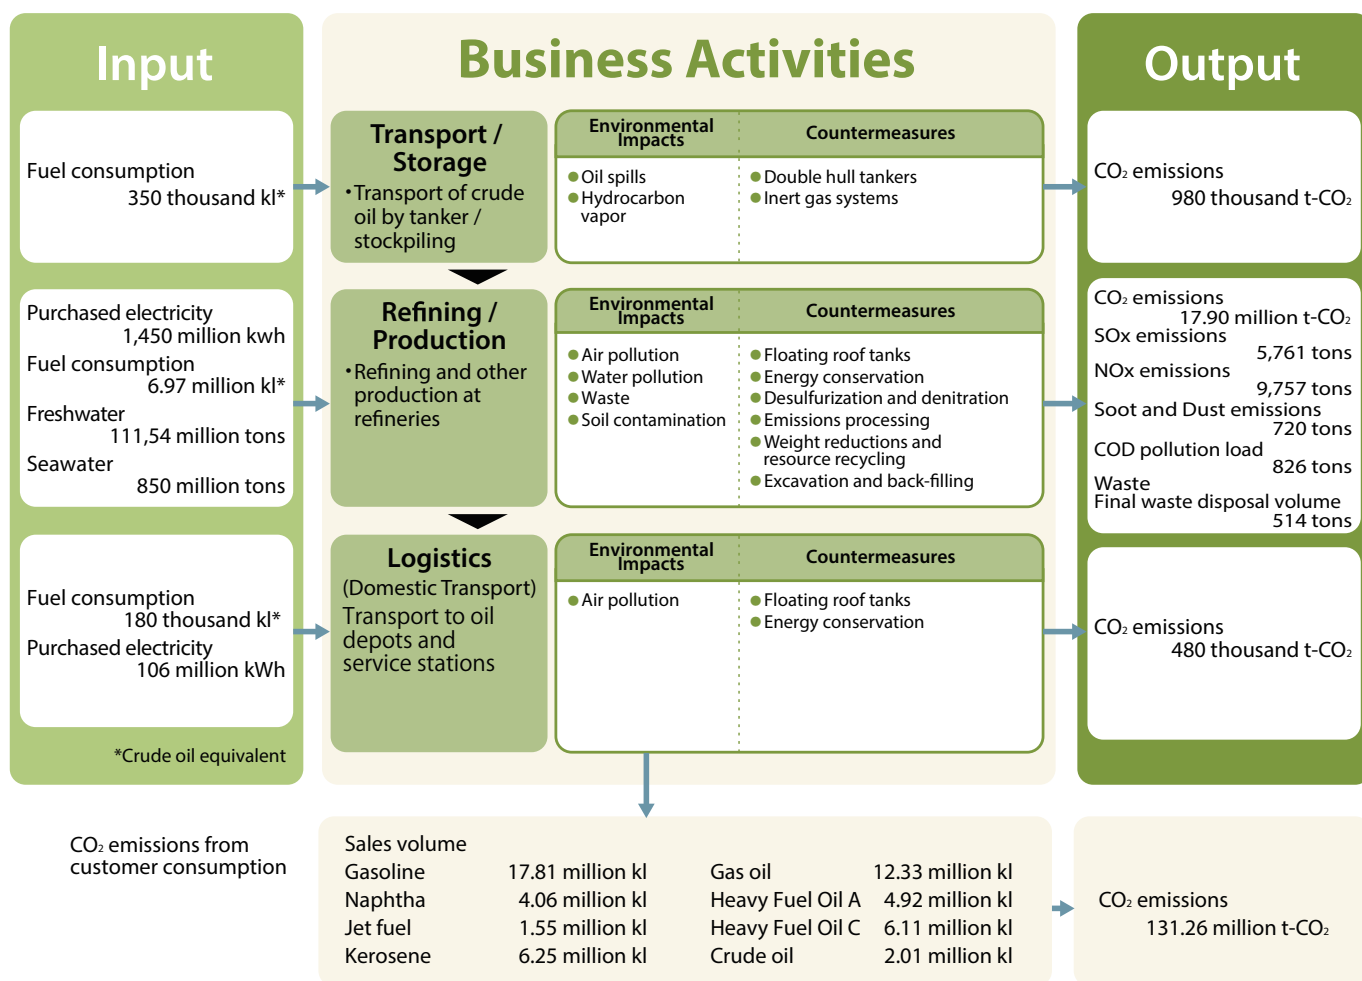 Input
Business Activities
Output
Fuel consumption
350 thousand kl*
Transport /
Storage
・Transport of crude
oil by tanker /
stockpiling
Environmental
Impacts
Countermeasures
● Oil spills
● Hydrocarbon
vapor
● Double hull tankers
● Inert gas systems
CO₂ emissions
980 thousand t-CO₂
Purchased electricity
1,450 million kwh
Fuel consumption
6.97 million kl*
Freshwater
111,54 million tons
Seawater
850 million tons
Refining /
Production
・Refining and other
production at
refineries
Environmental
Impacts
Countermeasures
● Air pollution
● Water pollution
● Waste
● Soil contamination
● Floating roof tanks
● Energy conservation
● Desulfurization and denitration
● Emissions processing
● Weight reductions and
resource recycling
● Excavation and back-filling
CO₂ emissions
17.90 million t-CO₂
SOx emissions
5,761 tons
NOx emissions
9,757 tons
Soot and Dust emissions
720 tons
COD pollution load
826 tons
Waste
Final waste disposal volume
514 tons
Fuel consumption
180 thousand kl*
Purchased electricity
106 million kWh
*Crude oil equivalent
Logistics
(Domestic Transport)
Transport to oil
depots and
service stations
Environmental
Impacts
Countermeasures
● Air pollution
● Floating roof tanks
● Energy conservation
CO₂ emissions
480 thousand t-CO₂
CO₂ emissions from
customer consumption
Sales volume
Gasoline 17.81 million kl
Naphtha 4.06 million kl
Jet fuel 1.55 million kl
Kerosene 6.25 million kl
Gas oil 12.33 million kl
Heavy Fuel Oil A 4.92 million kl
Heavy Fuel Oil C 6.11 million kl
Crude oil 2.01 million kl
CO₂ emissions
131.26 million t-CO₂